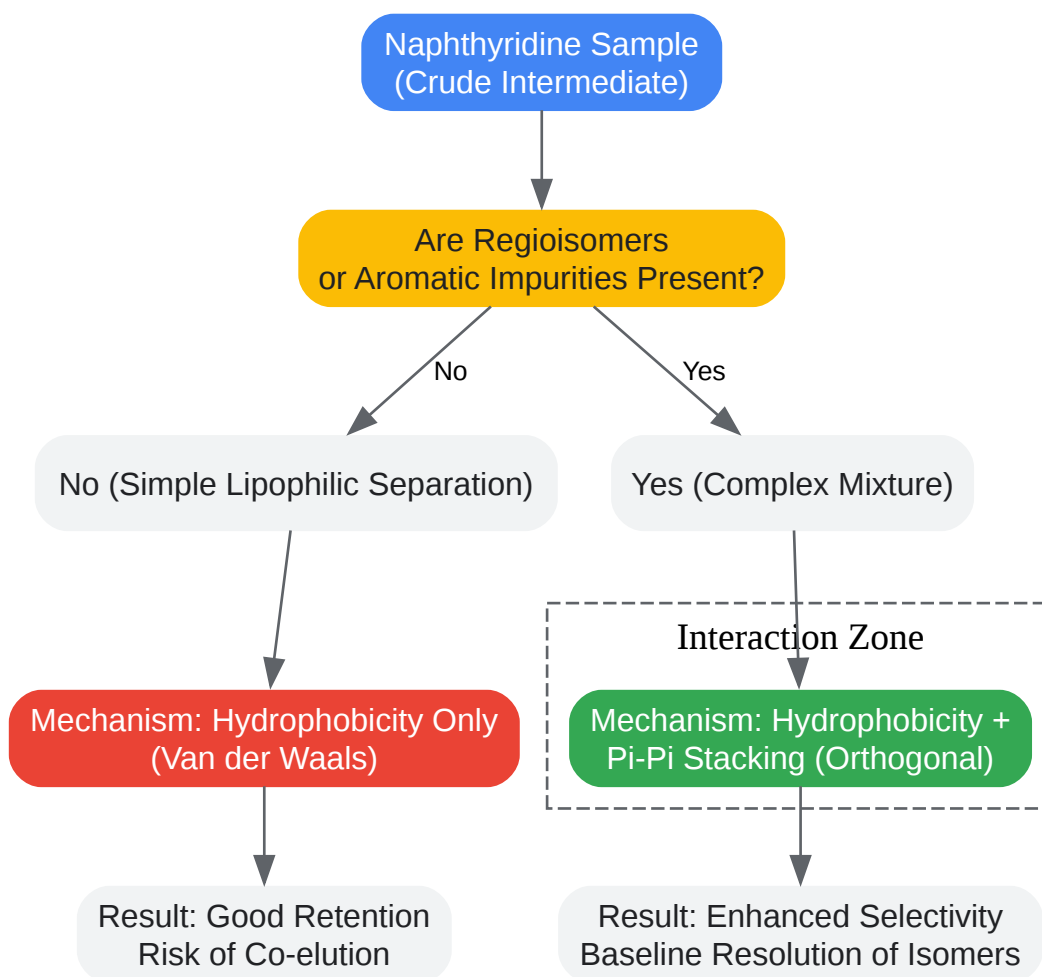 Naphthyridine Sample
(Crude Intermediate)
Are Regioisomers
or Aromatic Impurities Present?
No
Yes
No (Simple Lipophilic Separation)
Yes (Complex Mixture)
Interaction Zone
Mechanism: Hydrophobicity Only
(Van der Waals)
Mechanism: Hydrophobicity +
Pi-Pi Stacking (Orthogonal)
Result: Good Retention
Risk of Co-elution
Result: Enhanced Selectivity
Baseline Resolution of Isomers